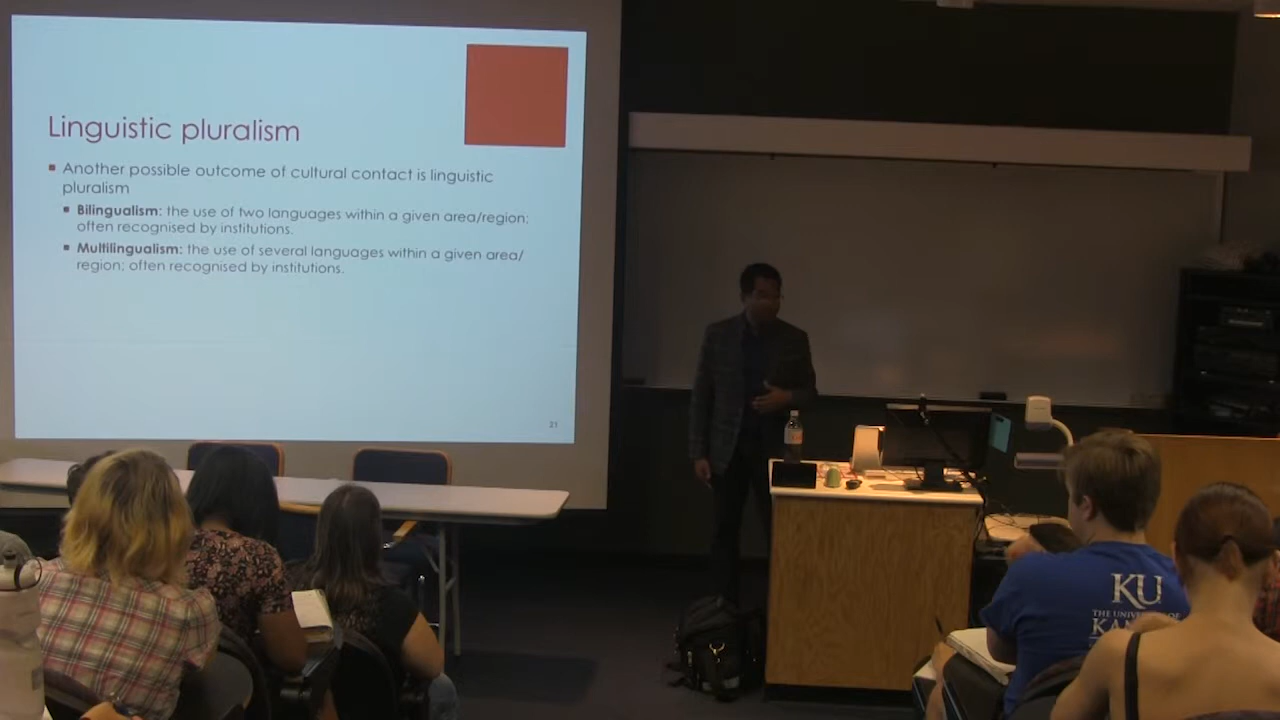 Linguistic pluralism
Another possible outcome of cultural contact is linguistic
pluralism
Bilingualism: the use of two languages within a given area/region;
often recognised by institutions.
Multilingualism: the use of several languages within a given area/
region; often recognised by institutions.
21
KU
THE UNIVERSITY OF